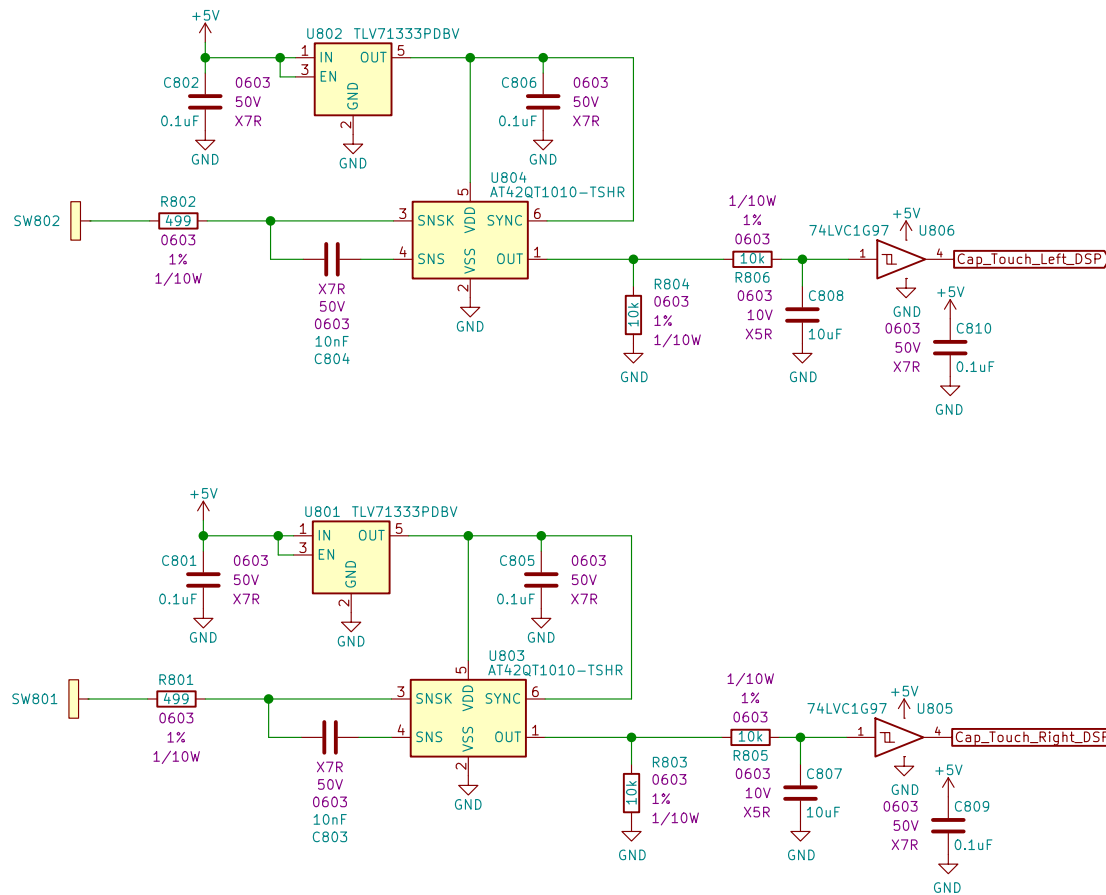 +5V
U802 TLV71333PDBV
1 IN OUT 5
3 EN
GND
2
GND
C802
0.1uF
0603
50V
X7R
GND
C806
0.1uF
0603
50V
X7R
GND
U804
AT42QT1010-TSHR
5
VDD
3 SNSK SYNC 6
4 SNS OUT 1
VSS
2
GND
SW802
R802
499
0603
1%
1/10W
X7R
50V
0603
10nF
C804
R804
10k
0603
1%
1/10W
GND
1/10W
1%
0603
10k
R806
0603
10V
X5R
C808
10uF
GND
74LVC1G97
+5V
U806
1
4
GND
Cap_Touch_Left_DSP
+5V
0603
50V
X7R
C810
0.1uF
GND
+5V
U801 TLV71333PDBV
1 IN OUT 5
3 EN
GND
2
GND
C801
0.1uF
0603
50V
X7R
GND
C805
0.1uF
0603
50V
X7R
GND
U803
AT42QT1010-TSHR
5
VDD
3 SNSK SYNC 6
4 SNS OUT 1
VSS
2
GND
SW801
R801
499
0603
1%
1/10W
X7R
50V
0603
10nF
C803
R803
10k
0603
1%
1/10W
GND
1/10W
1%
0603
10k
R805
0603
10V
X5R
C807
10uF
GND
74LVC1G97
+5V
U805
1
4
GND
Cap_Touch_Right_DSP
+5V
0603
50V
X7R
C809
0.1uF
GND